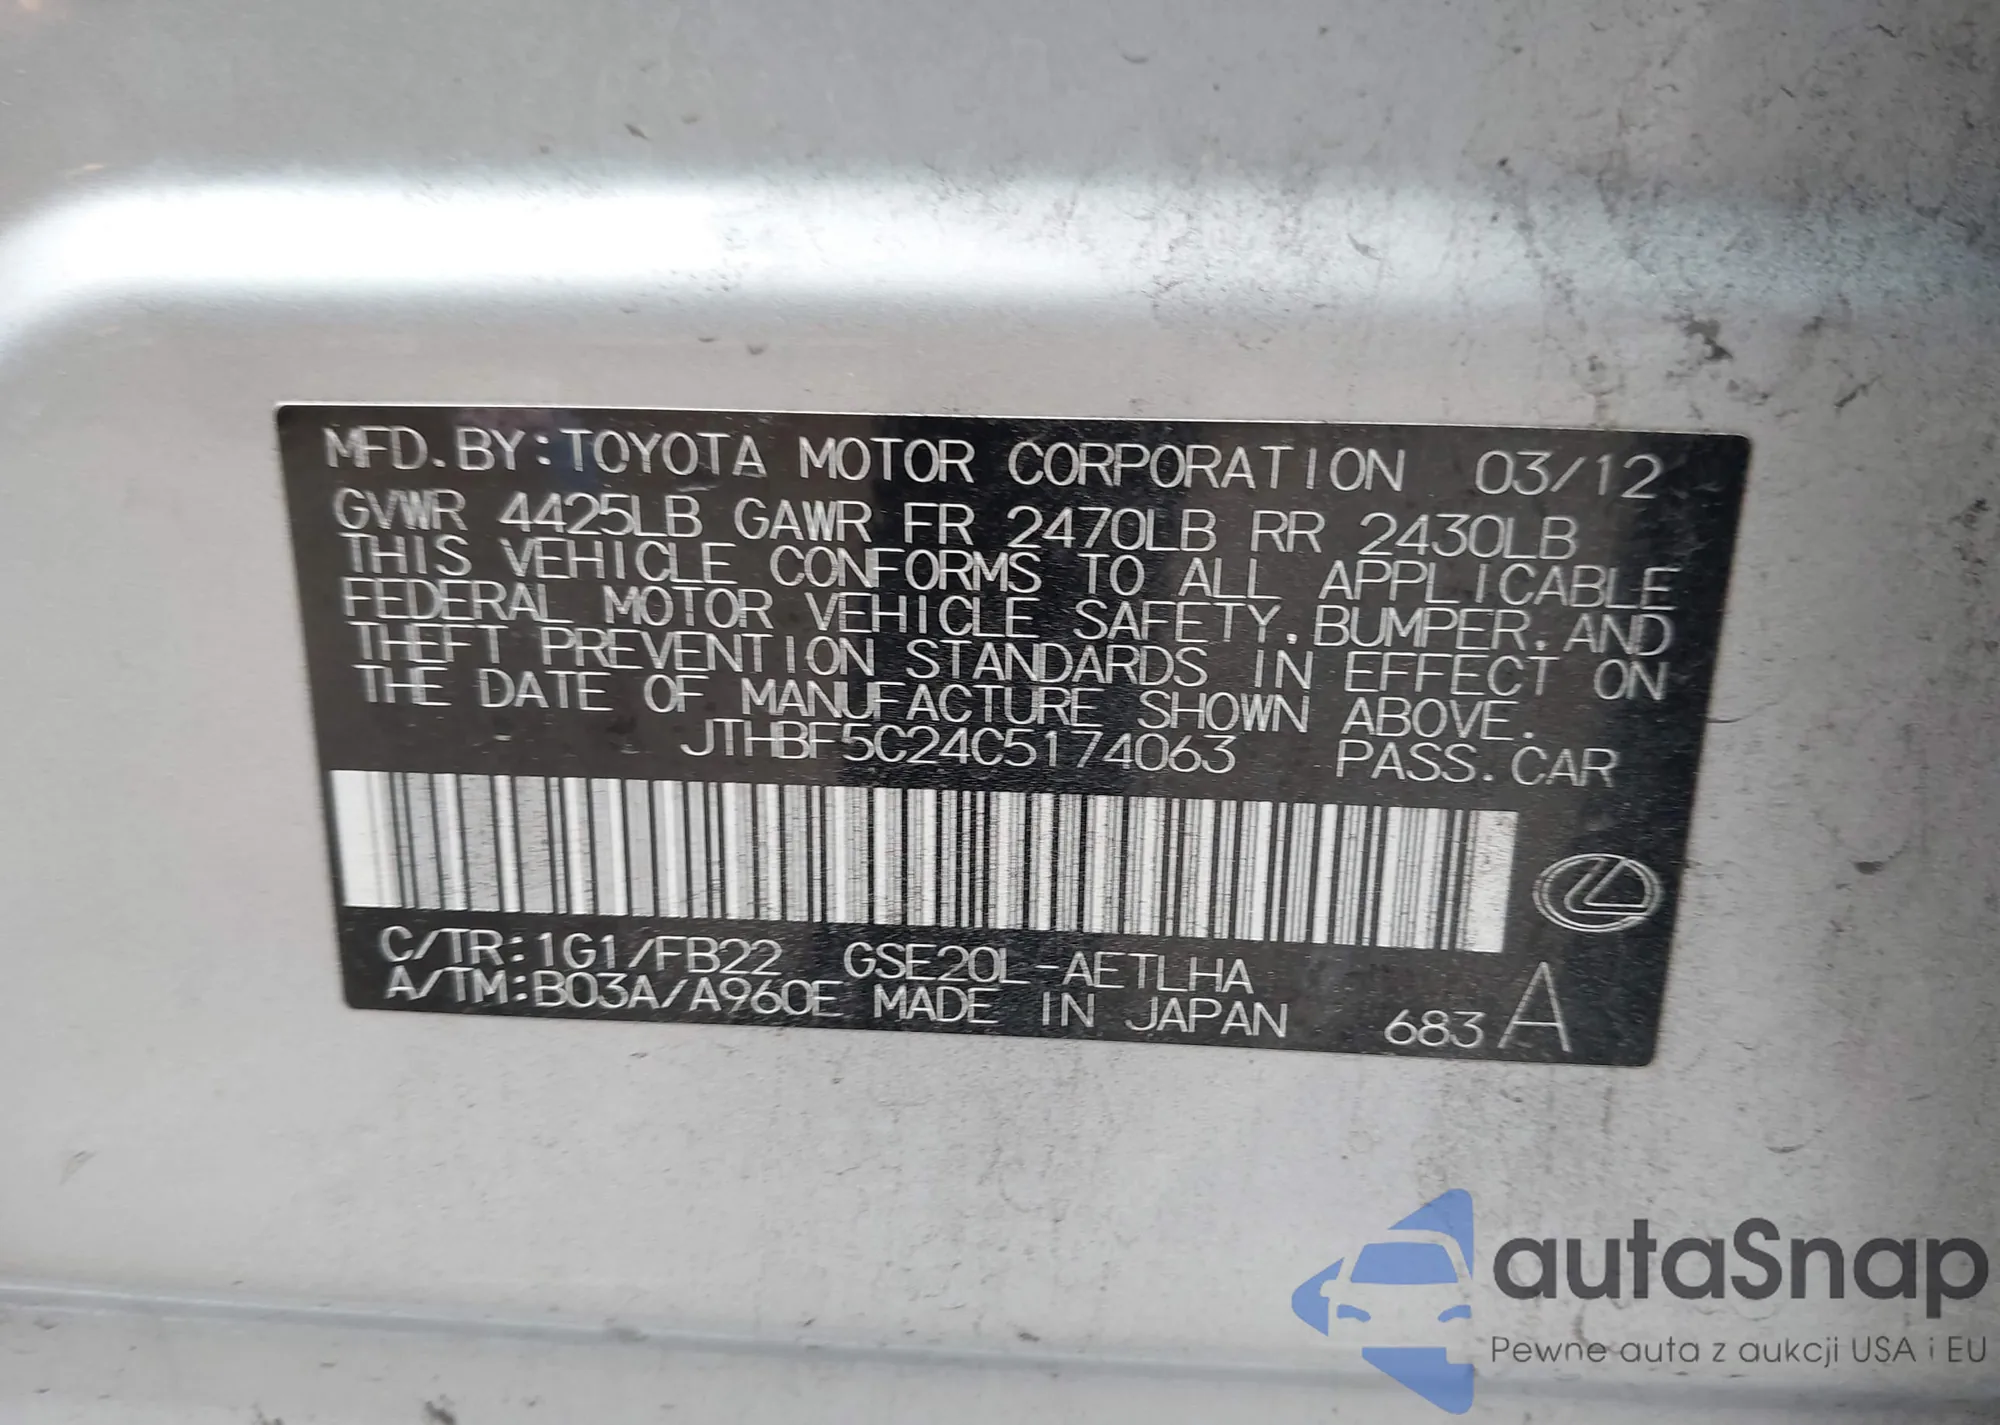 MFD.BY:TOYOTA MOTOR CORPORATION 03/12
GVWR 4425LB GAWR FR 2470LB RR 2430LB
THIS VEHICLE CONFORMS TO ALL APPLICABLE
FEDERAL MOTOR VEHICLE SAFETY.BUMPER.AND
THEFT PREVENTION STANDARDS IN EFFECT ON
THE DATE OF MANUFACTURE SHOWN ABOVE.
JTHBF5C24C5174063 PASS.CAR
C/TR:1G1/FB22 GSE20L-AETLHA
A/TM:B03A/A960E MADE IN JAPAN 683 A
autaSnap
Pewne auta z aukcji USA i EU